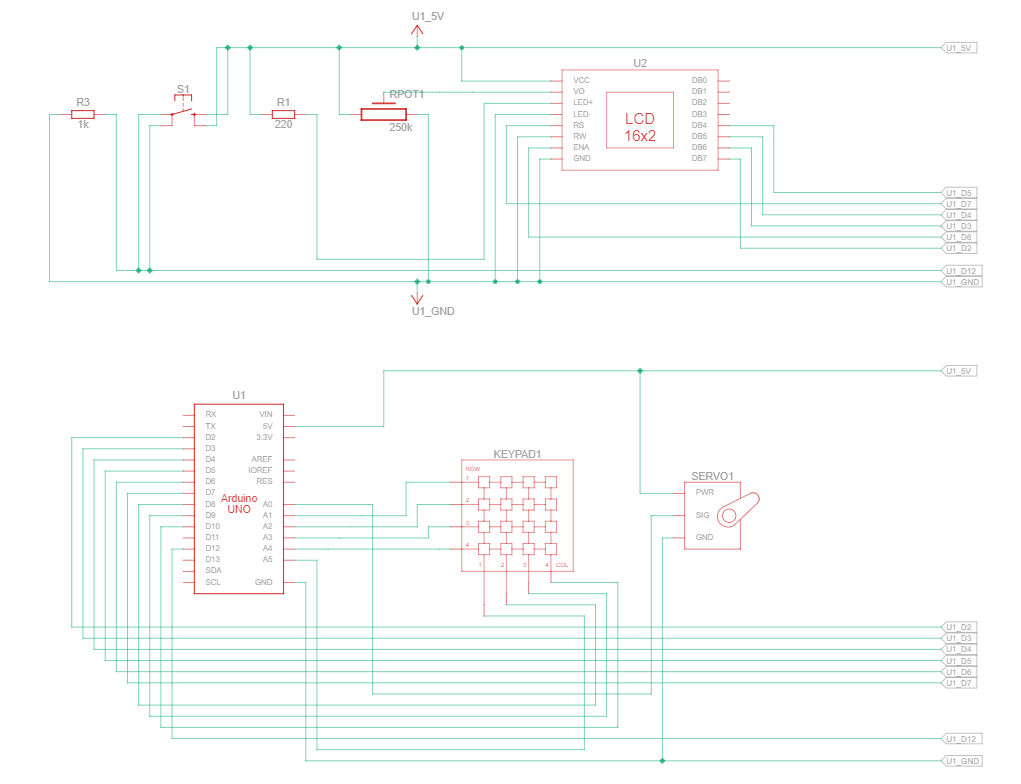 U1_5V
U1_5V
U2
VCC
VO
LED+
LED-
RS
RW
ENA
GND
LCD
16x2
DB0
DB1
DB2
DB3
DB4
DB5
DB6
DB7
R3
1k
S1
R1
220
RPOT1
250k
U1_D5
U1_D7
U1_D4
U1_D3
U1_D6
U1_D2
U1_D12
U1_GND
U1_GND
U1_5V
U1
RX
TX
D2
D3
D4
D5
D6
D7
D8
D9
D10
D11
D12
D13
SDA
SCL
Arduino
UNO
VIN
5V
3.3V
AREF
IOREF
RES
A0
A1
A2
A3
A4
A5
GND
KEYPAD1
ROW
1
2
3
4
1 2 3 4 COL
SERVO1
PWR
SIG
GND
U1_D2
U1_D3
U1_D4
U1_D5
U1_D6
U1_D7
U1_D12
U1_GND